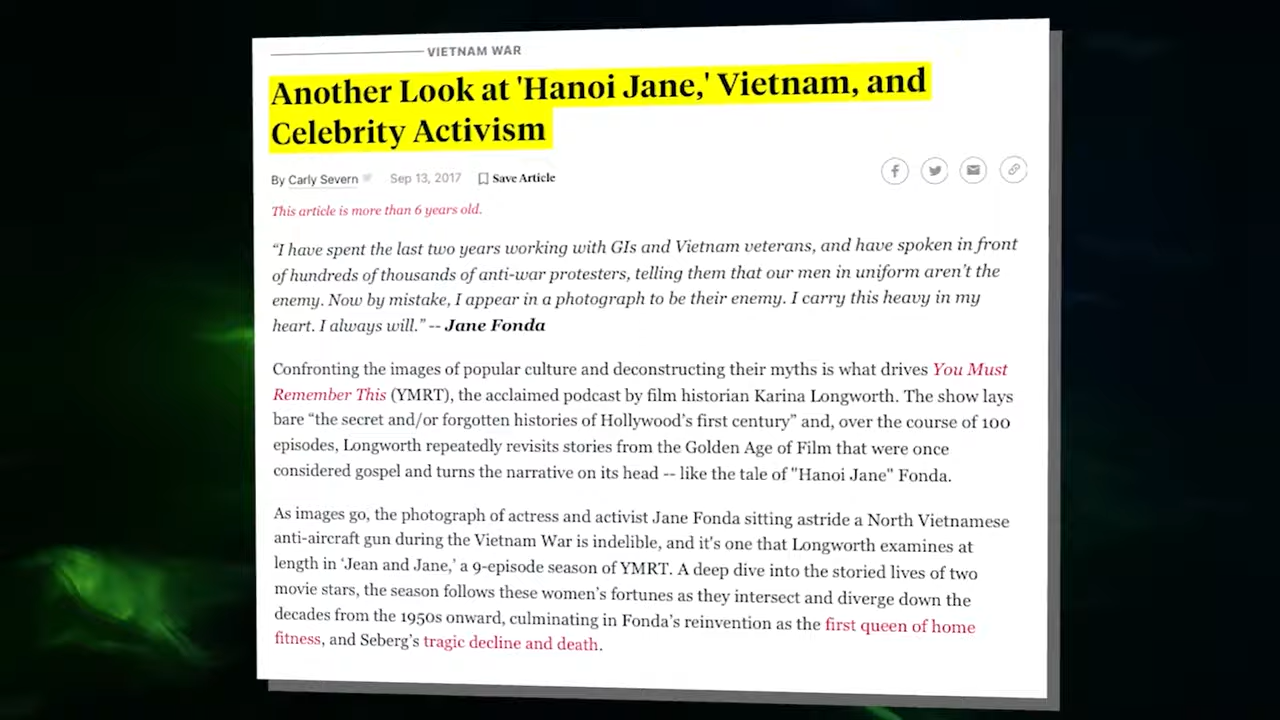 VIETNAM WAR
Another Look at 'Hanoi Jane,' Vietnam, and
Celebrity Activism
By Carly Severn Sep 13, 2017 Save Article
This article is more than 6 years old.
“I have spent the last two years working with GIs and Vietnam veterans, and have spoken in front
of hundreds of thousands of anti-war protesters, telling them that our men in uniform aren’t the
enemy. Now by mistake, I appear in a photograph to be their enemy. I carry this heavy in my
heart. I always will.” -- Jane Fonda
Confronting the images of popular culture and deconstructing their myths is what drives You Must
Remember This (YMRT), the acclaimed podcast by film historian Karina Longworth. The show lays
bare “the secret and/or forgotten histories of Hollywood’s first century” and, over the course of 100
episodes, Longworth repeatedly revisits stories from the Golden Age of Film that were once
considered gospel and turns the narrative on its head -- like the tale of "Hanoi Jane" Fonda.
As images go, the photograph of actress and activist Jane Fonda sitting astride a North Vietnamese
anti-aircraft gun during the Vietnam War is indelible, and it's one that Longworth examines at
length in ‘Jean and Jane,’ a 9-episode season of YMRT. A deep dive into the storied lives of two
movie stars, the season follows these women’s fortunes as they intersect and diverge down the
decades from the 1950s onward, culminating in Fonda’s reinvention as the first queen of home
fitness, and Seberg’s tragic decline and death.